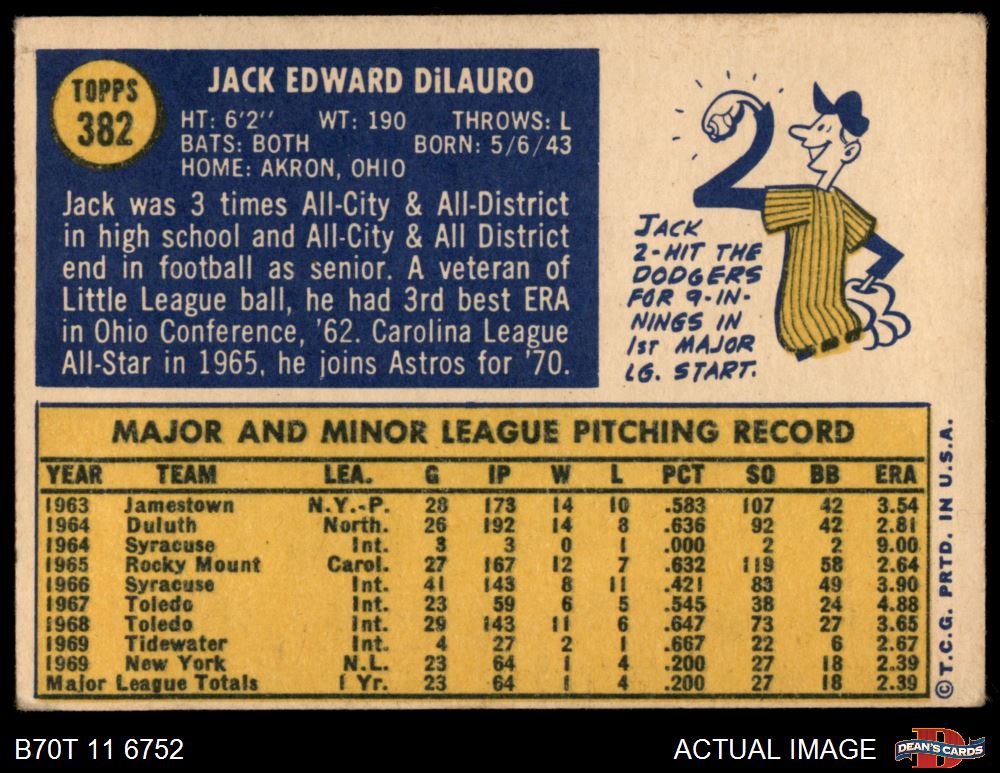 TOPPS
382
JACK EDWARD DiLAURO
HT: 6'2'' WT: 190 THROWS: L
BATS: BOTH BORN: 5/6/43
HOME: AKRON, OHIO
Jack was 3 times All-City & All-District
in high school and All-City & All District
end in football as senior. A veteran of
Little League ball, he had 3rd best ERA
in Ohio Conference, '62. Carolina League
All-Star in 1965, he joins Astros for '70.
2
JACK
2-HIT THE
DODGERS
FOR 9-IN-
NINGS IN
1ST MAJOR
LG. START.
MAJOR AND MINOR LEAGUE PITCHING RECORD
YEAR TEAM LEA. G IP W L PCT SO BB ERA
1963 Jamestown N.Y.-P. 28 173 14 10 .583 107 42 3.54
1964 Duluth North. 26 192 14 8 .636 92 42 2.81
1964 Syracuse Int. 3 3 0 1 .000 2 2 9.00
1965 Rocky Mount Carol. 27 167 12 7 .632 119 58 2.64
1966 Syracuse Int. 41 143 8 11 .421 83 49 3.90
1967 Toledo Int. 23 59 6 5 .545 38 24 4.88
1968 Toledo Int. 29 143 11 6 .647 73 27 3.65
1969 Tidewater Int. 4 27 2 1 .667 22 6 2.67
1969 New York N.L. 23 64 1 4 .200 27 18 2.39
Major League Totals 1 Yr. 23 64 1 4 .200 27 18 2.39
© T.C.G. PRTD. IN U.S.A.
B70T 11 6752
ACTUAL IMAGE
D
DEAN'S CARDS